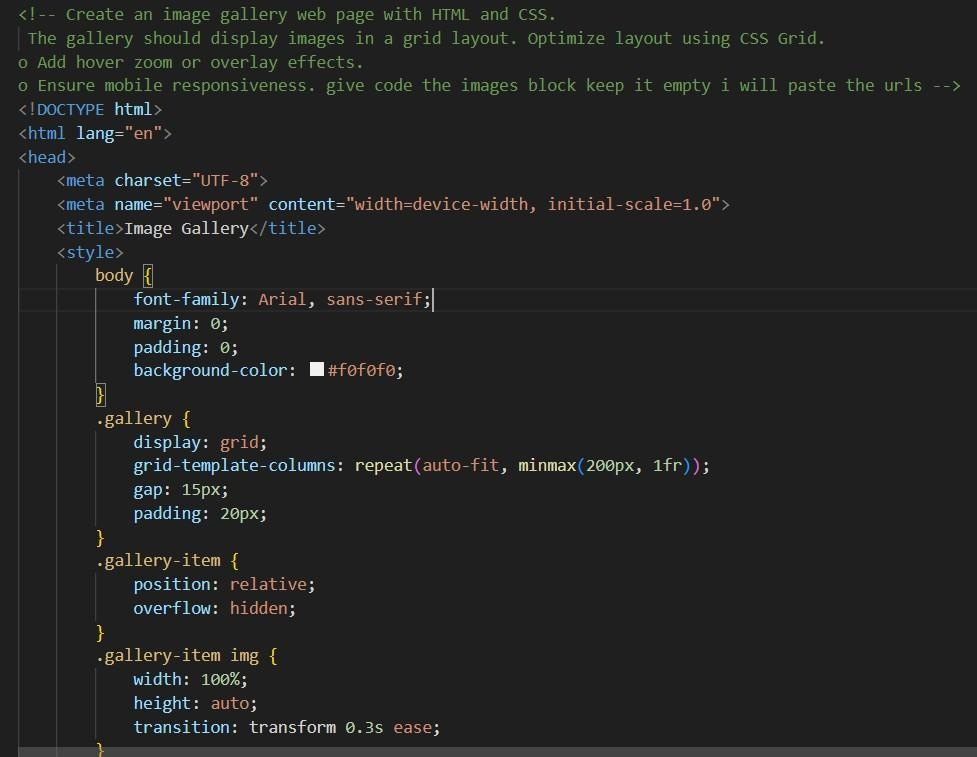 <!-- Create an image gallery web page with HTML and CSS.
The gallery should display images in a grid layout. Optimize layout using CSS Grid.
o Add hover zoom or overlay effects.
o Ensure mobile responsiveness. give code the images block keep it empty i will paste the urls -->
<!DOCTYPE html>
<html lang="en">
<head>
    <meta charset="UTF-8">
    <meta name="viewport" content="width=device-width, initial-scale=1.0">
    <title>Image Gallery</title>
    <style>
        body {
            font-family: Arial, sans-serif;
            margin: 0;
            padding: 0;
            background-color: #f0f0f0;
        }
        .gallery {
            display: grid;
            grid-template-columns: repeat(auto-fit, minmax(200px, 1fr));
            gap: 15px;
            padding: 20px;
        }
        .gallery-item {
            position: relative;
            overflow: hidden;
        }
        .gallery-item img {
            width: 100%;
            height: auto;
            transition: transform 0.3s ease;
        }